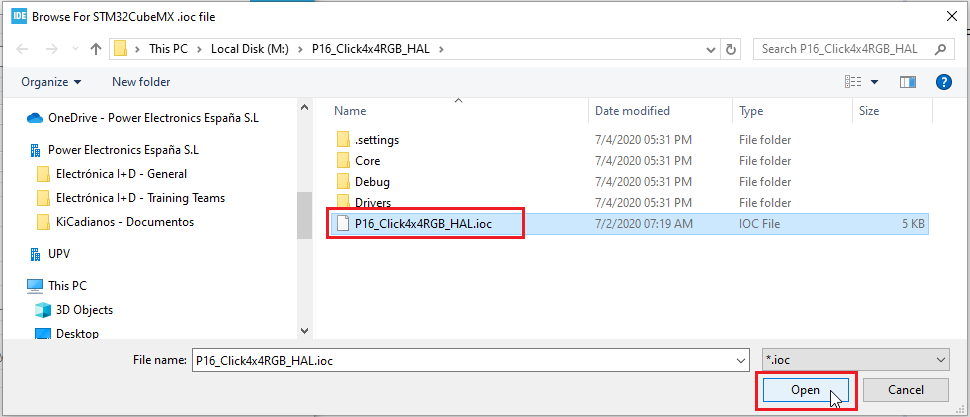 IDE Browse For STM32CubeMX .ioc file
This PC Local Disk (M:) P16_Click4x4RGB_HAL
Search P16_Click4x4RGB_HAL
Organize New folder
OneDrive - Power Electronics España S.L
Power Electronics España S.L
Electrónica I+D - General
Electrónica I+D - Training Teams
KiCadianos - Documentos
UPV
This PC
3D Objects
Desktop
Name Date modified Type Size
.settings 7/4/2020 05:31 PM File folder
Core 7/4/2020 05:31 PM File folder
Debug 7/4/2020 05:31 PM File folder
Drivers 7/4/2020 05:31 PM File folder
P16_Click4x4RGB_HAL.ioc 7/2/2020 07:19 AM IOC File 5 KB
File name: P16_Click4x4RGB_HAL.ioc *.ioc
Open Cancel